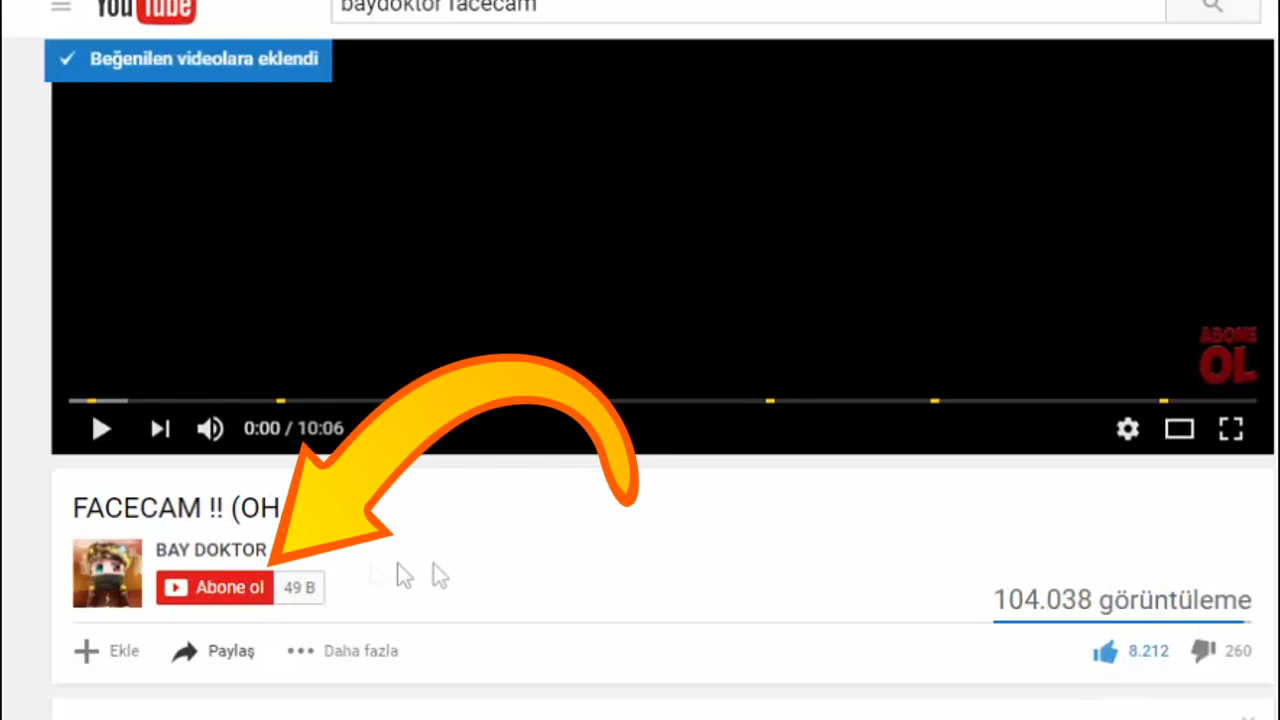 YouTube
baydoktor facecam
Beğenilen videolara eklendi
ABONE
OL
0:00 / 10:06
FACECAM !! (OH
BAY DOKTOR
Abone ol
49 B
104.038 görüntüleme
Ekle
Paylaş
Daha fazla
8.212
260